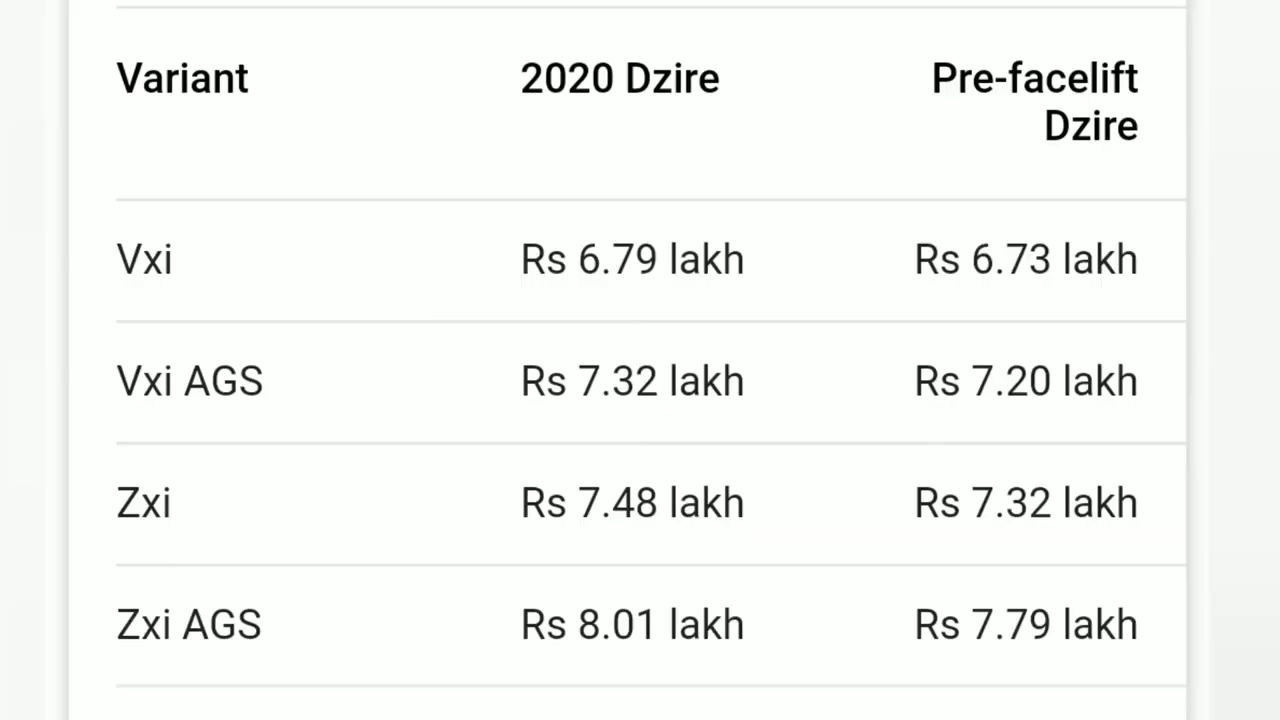 Variant 2020 Dzire Pre-facelift
Dzire
Vxi Rs 6.79 lakh Rs 6.73 lakh
Vxi AGS Rs 7.32 lakh Rs 7.20 lakh
Zxi Rs 7.48 lakh Rs 7.32 lakh
Zxi AGS Rs 8.01 lakh Rs 7.79 lakh